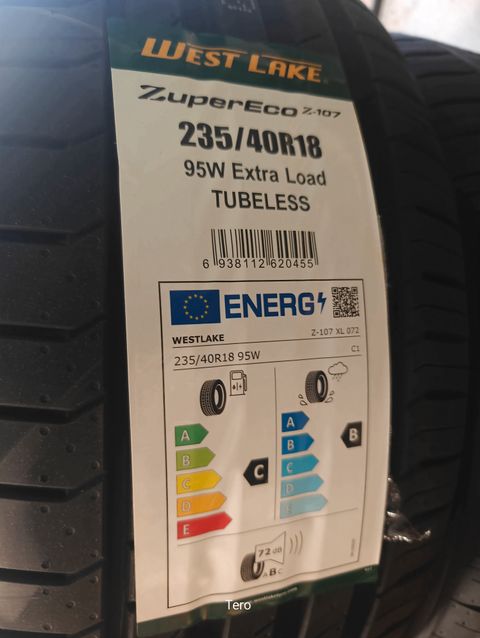 WEST LAKE
ZuperEco Z-107
235/40R18
95W Extra Load
TUBELESS
6 938112 620455
ENERG
WESTLAKE Z-107 XL 072
235/40R18 95W C1
A
B
C
D
E
C
A
B
C
D
E
B
72 dB
ABC
Tero